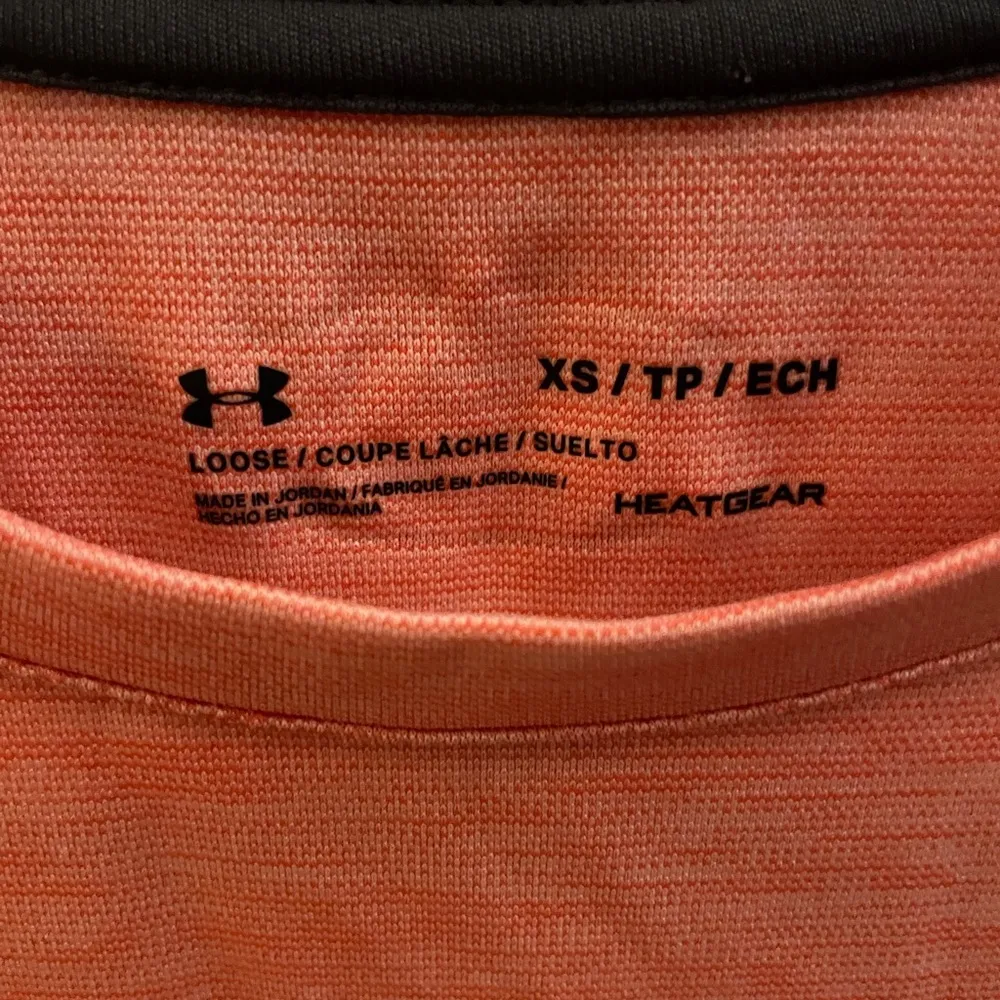 XS / TP / ECH
LOOSE / COUPE LÂCHE / SUELTO
MADE IN JORDAN / FABRIQUÉ EN JORDANIE /
HECHO EN JORDANIA
HEATGEAR